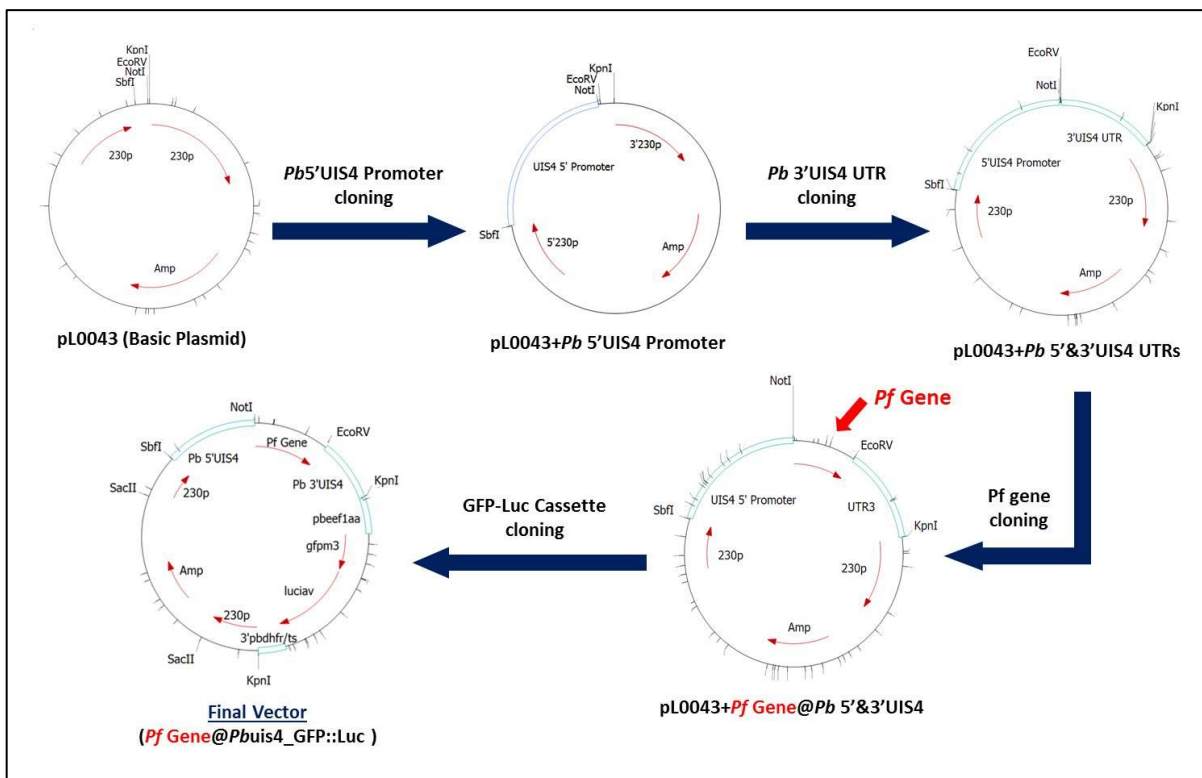 KpnI
EcoRV
NotI
SbfI
230p
230p
Amp
pL0043 (Basic Plasmid)
Pb5'UIS4 Promoter
cloning
KpnI
EcoRV
NotI
3'230p
UIS4 5' Promoter
SbfI
5'230p
Amp
pL0043+Pb 5'UIS4 Promoter
Pb 3'UIS4 UTR
cloning
EcoRV
NotI
KpnI
3'UIS4 UTR
5'UIS4 Promoter
SbfI
230p
230p
Amp
pL0043+Pb 5'&3'UIS4 UTRs
Pf gene
cloning
NotI
Pf Gene
EcoRV
UIS4 5' Promoter
UTR3
SbfI
KpnI
230p
230p
Amp
pL0043+Pf Gene@Pb 5'&3'UIS4
GFP-Luc Cassette
cloning
NotI
Pf Gene
EcoRV
SbfI
Pb 5'UIS4
Pb 3'UIS4
KpnI
SacII
230p
pbeef1aa
gfpm3
luciav
Amp
230p
3'pbdhfr/ts
SacII
KpnI
Final Vector
(Pf Gene@Pbuis4_GFP::Luc )